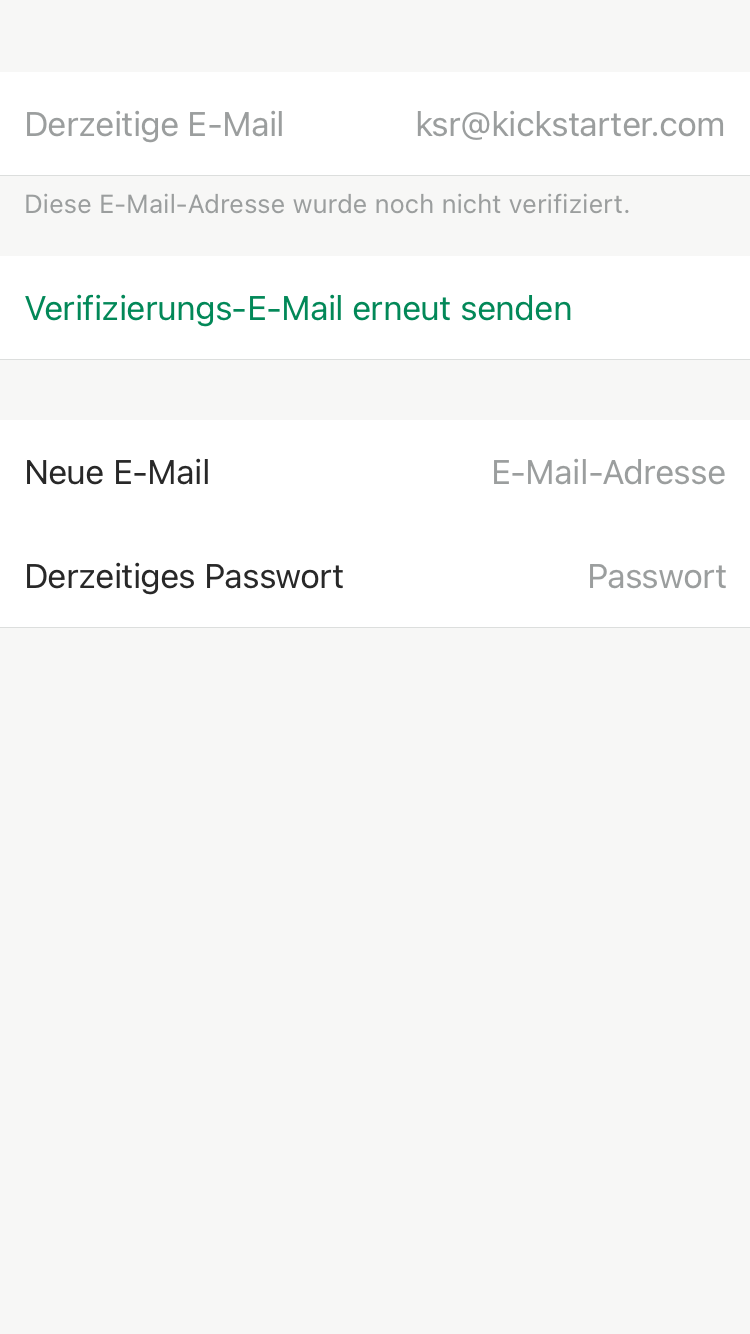 Derzeitige E-Mail ksr@kickstarter.com
Diese E-Mail-Adresse wurde noch nicht verifiziert.
Verifizierungs-E-Mail erneut senden
Neue E-Mail E-Mail-Adresse
Derzeitiges Passwort Passwort